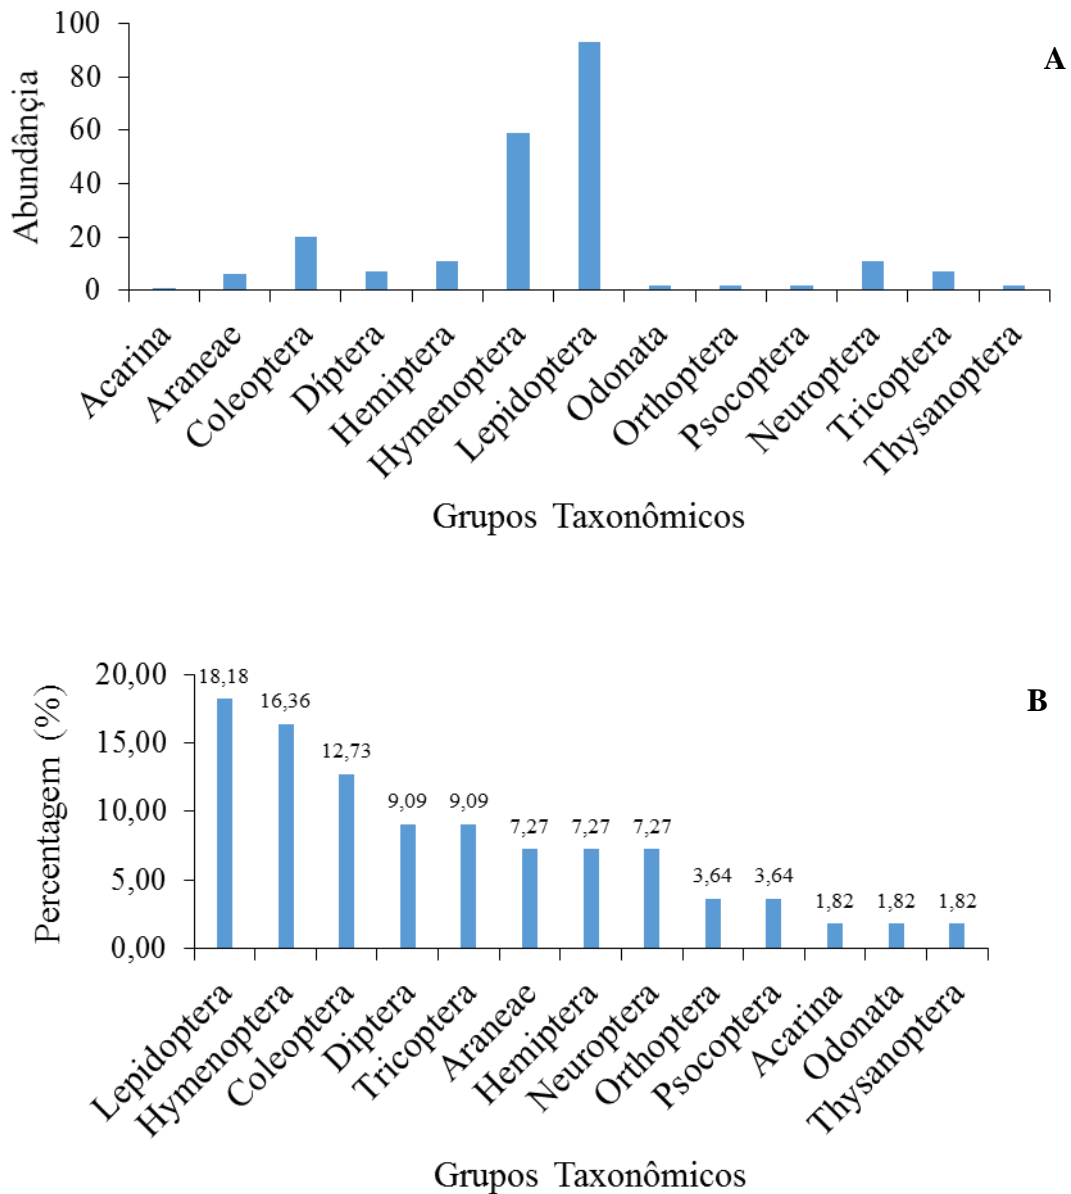 A
100
80
60
40
20
0
Abundânçia
Acarina
Araneae
Coleoptera
Díptera
Hemiptera
Hymenoptera
Lepidoptera
Odonata
Orthoptera
Psocoptera
Neuroptera
Tricoptera
Thysanoptera
Grupos Taxonômicos
B
20,00
15,00
10,00
5,00
0,00
Percentagem (%)
18,18
16,36
12,73
9,09
9,09
7,27
7,27
7,27
3,64
3,64
1,82
1,82
1,82
Lepidoptera
Hymenoptera
Coleoptera
Diptera
Tricoptera
Araneae
Hemiptera
Neuroptera
Orthoptera
Psocoptera
Acarina
Odonata
Thysanoptera
Grupos Taxonômicos